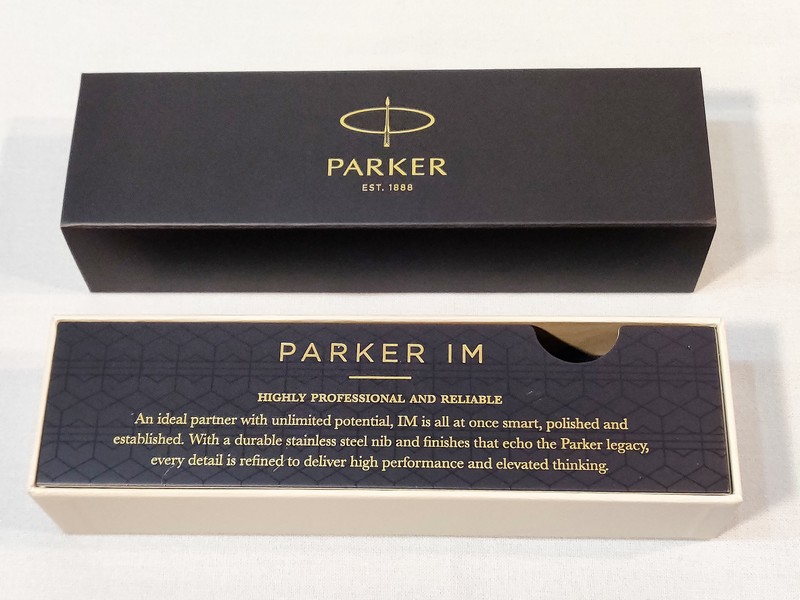 PARKER
EST. 1888
PARKER IM
HIGHLY PROFESSIONAL AND RELIABLE
An ideal partner with unlimited potential, IM is all at once smart, polished and
established. With a durable stainless steel nib and finishes that echo the Parker legacy,
every detail is refined to deliver high performance and elevated thinking.